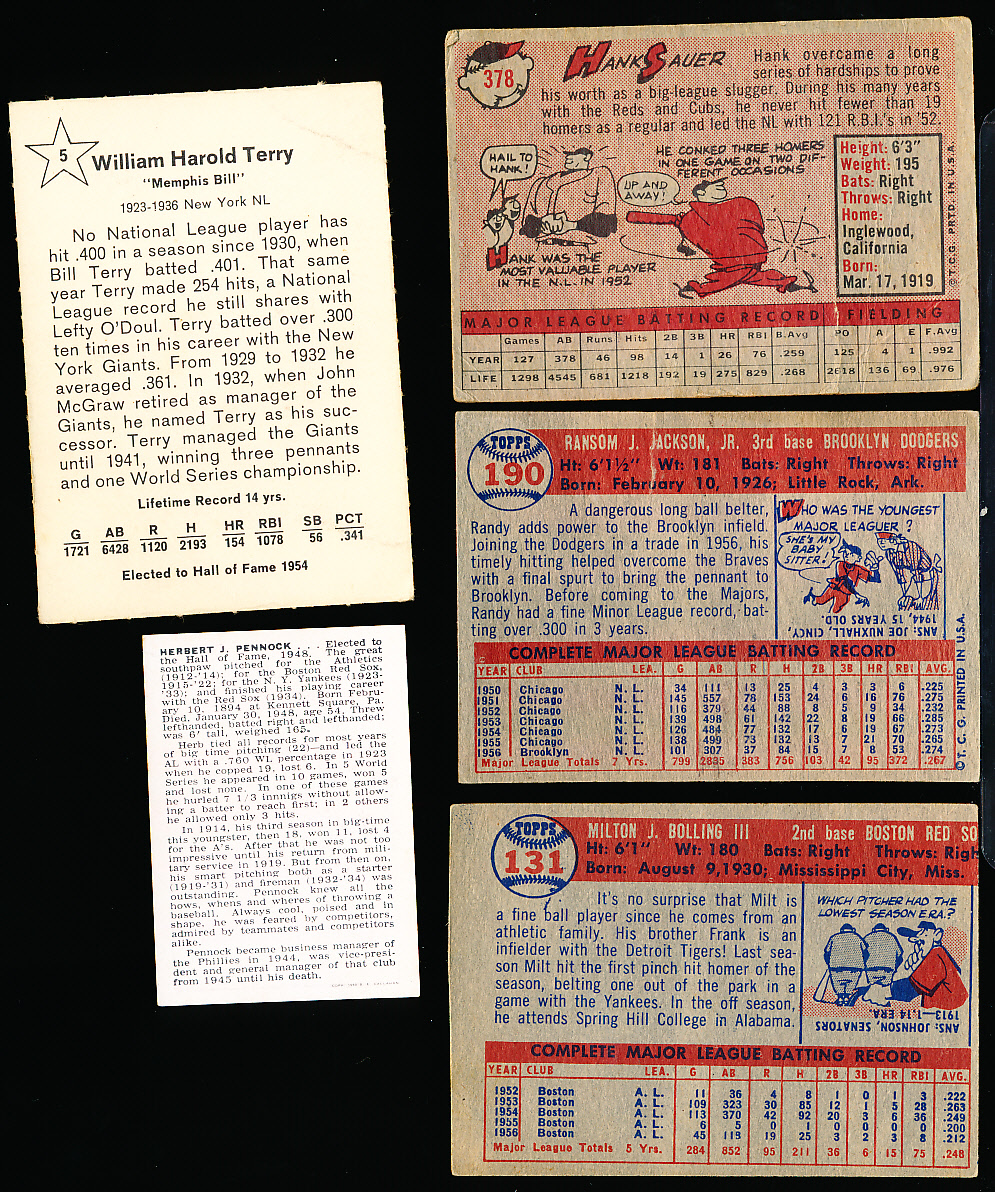 5
William Harold Terry
"Memphis Bill"
1923-1936 New York NL
No National League player has
hit .400 in a season since 1930, when
Bill Terry batted .401. That same
year Terry made 254 hits, a National
League record he still shares with
Lefty O'Doul. Terry batted over .300
ten times in his career with the New
York Giants. From 1929 to 1932 he
averaged .361. In 1932, when John
McGraw retired as manager of the
Giants, he named Terry as his suc-
cessor. Terry managed the Giants
until 1941, winning three pennants
and one World Series championship.
Lifetime Record 14 yrs.
G AB R H HR RBI SB PCT
1721 6428 1120 2193 154 1078 56 .341
Elected to Hall of Fame 1954
HERBERT J. PENNOCK . . . Elected to
the Hall of Fame, 1948. The great
southpaw pitched for the Athletics
(1912-'14); for the Boston Red Sox,
1915-'22; for the N. Y. Yankees (1923-
'33); and finished his playing career
with the Red Sox (1934). Born Febru-
ary 10, 1894 at Kennett Square, Pa.
Died, January 30, 1948, age 54. Threw
lefthanded, batted right and lefthanded;
was 6' tall, weighed 165.
Herb tied all records for most years
of big time pitching (22)—and led the
AL with a .760 WL percentage in 1923
when he copped 19, lost 6. In 5 World
Series he appeared in 10 games, won 5
and lost none. In one of these games
he hurled 7 1/3 innnigs without allow-
ing a batter to reach first; in 2 others
he allowed only 3 hits.
In 1914, his third season in big-time
this youngster, then 18, won 11, lost 4
for the A's. After that he was not too
impressive until his return from mili-
tary service in 1919. But from then on,
his smart pitching both as a starter
(1919-'31) and fireman (1932-'34) was
outstanding. Pennock knew all the
hows, whens and wheres of throwing a
baseball. Always cool, poised and in
shape, he was feared by competitors,
admired by teammates and competitors
alike.
Pennock became business manager of
the Phillies in 1944, was vice-presi-
dent and general manager of that club
from 1945 until his death.
378
HANK SAUER
Hank overcame a long
series of hardships to prove
his worth as a big-league slugger. During his many years
with the Reds and Cubs, he never hit fewer than 19
homers as a regular and led the NL with 121 R.B.I.'s in '52.
HAIL TO
HANK!
HANK WAS THE
MOST VALUABLE PLAYER
IN THE N.L. IN 1952
HE CONKED THREE HOMERS
IN ONE GAME ON TWO DIF-
FERENT OCCASIONS
UP AND
AWAY!
Height: 6'3"
Weight: 195
Bats: Right
Throws: Right
Home:
Inglewood,
California
Born:
Mar. 17, 1919
© T.C.G. PRTD. IN U.S.A.
MAJOR LEAGUE BATTING RECORD FIELDING
Games AB Runs Hits 2B 3B HR RBI B.Avg PO A E F.Avg
YEAR 127 378 46 98 14 1 26 76 .259 125 4 1 .992
LIFE 1298 4545 681 1218 192 19 275 829 .268 2618 136 69 .976
TOPPS
190
RANSOM J. JACKSON, JR. 3rd base BROOKLYN DODGERS
Ht: 6'1½" Wt: 181 Bats: Right Throws: Right
Born: February 10, 1926; Little Rock, Ark.
A dangerous long ball belter,
Randy adds power to the Brooklyn infield.
Joining the Dodgers in a trade in 1956, his
timely hitting helped overcome the Braves
with a final spurt to bring the pennant to
Brooklyn. Before coming to the Majors,
Randy had a fine Minor League record, bat-
ting over .300 in 3 years.
WHO WAS THE YOUNGEST
MAJOR LEAGUER ?
SHE'S MY
BABY
SITTER!
ANS: JOE NUXHALL, CINCY,
1944, 15 YEARS OLD.
COMPLETE MAJOR LEAGUE BATTING RECORD
YEAR CLUB LEA. G AB R H 2B 3B HR RBI AVG.
1950 Chicago N. L. 34 111 13 25 4 3 3 6 .225
1951 Chicago N. L. 145 557 78 153 24 6 16 76 .275
1952 Chicago N. L. 116 379 44 88 8 5 9 34 .232
1953 Chicago N. L. 139 498 61 142 22 8 19 66 .285
1954 Chicago N. L. 126 484 77 132 17 6 19 67 .273
1955 Chicago N. L. 138 499 73 132 13 7 21 70 .265
1956 Brooklyn N. L. 101 307 37 84 15 7 8 53 .274
Major League Totals 7 Yrs. 799 2835 383 756 103 42 95 372 .267
© T. C. G. PRINTED IN U.S.A.
TOPPS
131
MILTON J. BOLLING III 2nd base BOSTON RED SO
Ht: 6'1" Wt: 180 Bats: Right Throws: Righ
Born: August 9, 1930; Mississippi City, Miss.
It's no surprise that Milt is
a fine ball player since he comes from an
athletic family. His brother Frank is an
infielder with the Detroit Tigers! Last sea-
son Milt hit the first pinch hit homer of the
season, belting one out of the park in a
game with the Yankees. In the off season,
he attends Spring Hill College in Alabama.
WHICH PITCHER HAD THE
LOWEST SEASON E.R.A.?
ANS: JOHNSON, SENATORS
1913—1.14 ERA.
COMPLETE MAJOR LEAGUE BATTING RECORD
YEAR CLUB LEA. G AB R H 2B 3B HR RBI AVG.
1952 Boston A. L. 11 36 4 8 1 0 1 3 .222
1953 Boston A. L. 109 323 30 85 12 1 5 28 .263
1954 Boston A. L. 113 370 42 92 20 3 6 36 .249
1955 Boston A. L. 6 5 0 1 0 0 0 0 .200
1956 Boston A. L. 45 118 19 25 3 2 3 8 .212
Major League Totals 5 Yrs. 284 852 95 211 36 6 15 75 .248